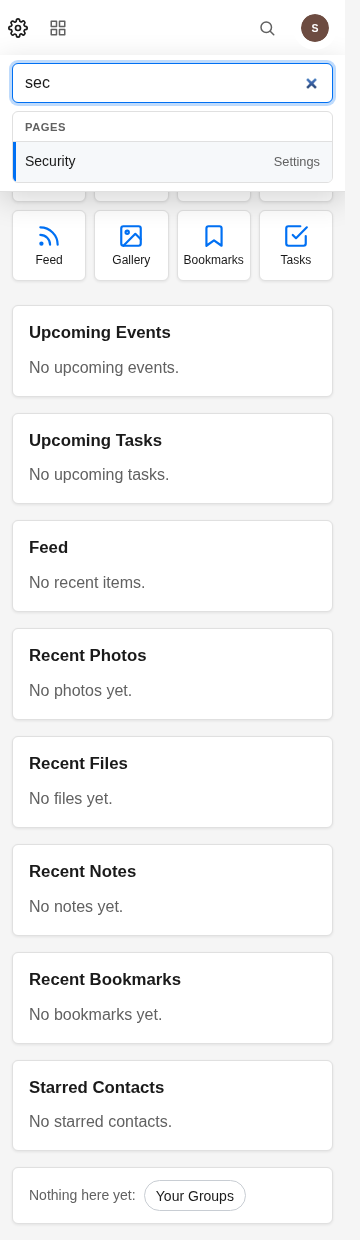 S
sec
PAGES
Security Settings
Feed Gallery Bookmarks Tasks
Upcoming Events
No upcoming events.
Upcoming Tasks
No upcoming tasks.
Feed
No recent items.
Recent Photos
No photos yet.
Recent Files
No files yet.
Recent Notes
No notes yet.
Recent Bookmarks
No bookmarks yet.
Starred Contacts
No starred contacts.
Nothing here yet: Your Groups